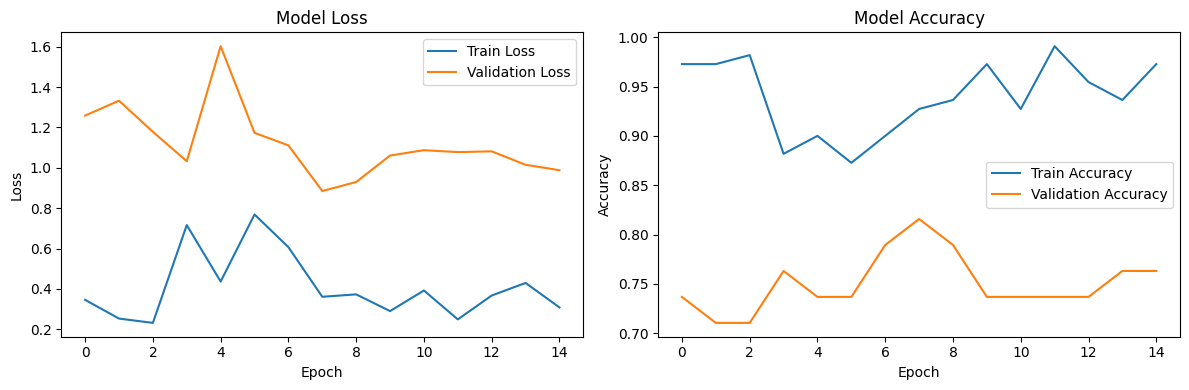 Model Loss
1.6
1.4
1.2
1.0
0.8
0.6
0.4
0.2
Loss
Train Loss
Validation Loss
0 2 4 6 8 10 12 14
Epoch
Model Accuracy
1.00
0.95
0.90
0.85
0.80
0.75
0.70
Accuracy
Train Accuracy
Validation Accuracy
0 2 4 6 8 10 12 14
Epoch